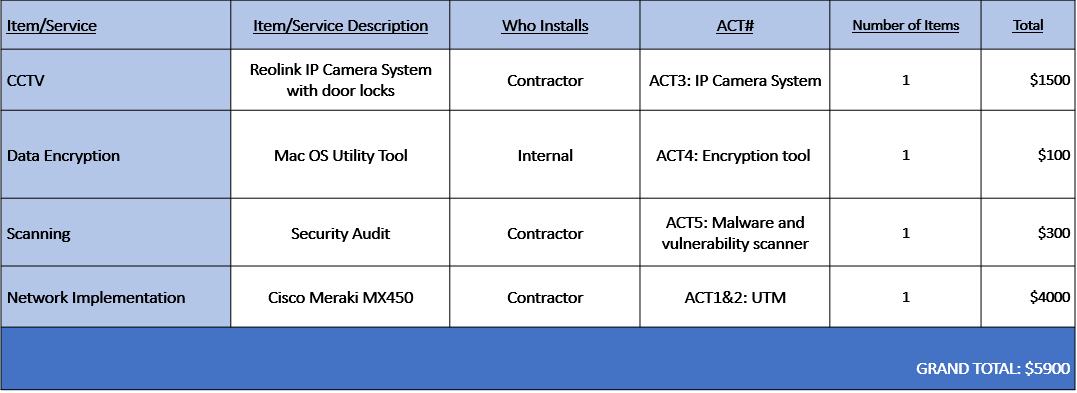 Item/Service Item/Service Description Who Installs ACT# Number of Items Total
CCTV Reolink IP Camera System with door locks Contractor ACT3: IP Camera System 1 $1500
Data Encryption Mac OS Utility Tool Internal ACT4: Encryption tool 1 $100
Scanning Security Audit Contractor ACT5: Malware and vulnerability scanner 1 $300
Network Implementation Cisco Meraki MX450 Contractor ACT1&2: UTM 1 $4000
GRAND TOTAL: $5900